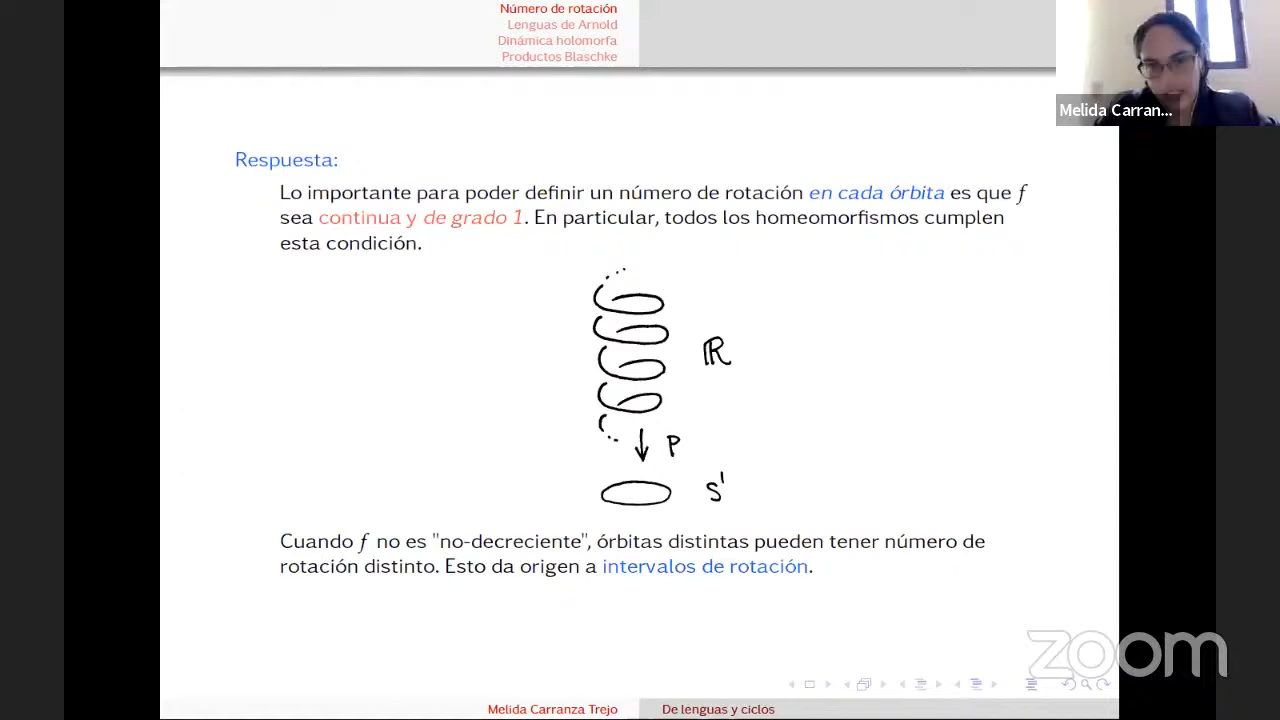 Número de rotación
Lenguas de Arnold
Dinámica holomorfa
Productos Blaschke
Melida Carran...
Respuesta:
Lo importante para poder definir un número de rotación en cada órbita es que f
sea continua y de grado 1. En particular, todos los homeomorfismos cumplen
esta condición.
ℝ
P
S¹
Cuando f no es "no-decreciente", órbitas distintas pueden tener número de
rotación distinto. Esto da origen a intervalos de rotación.
zoom
Melida Carranza Trejo
De lenguas y ciclos